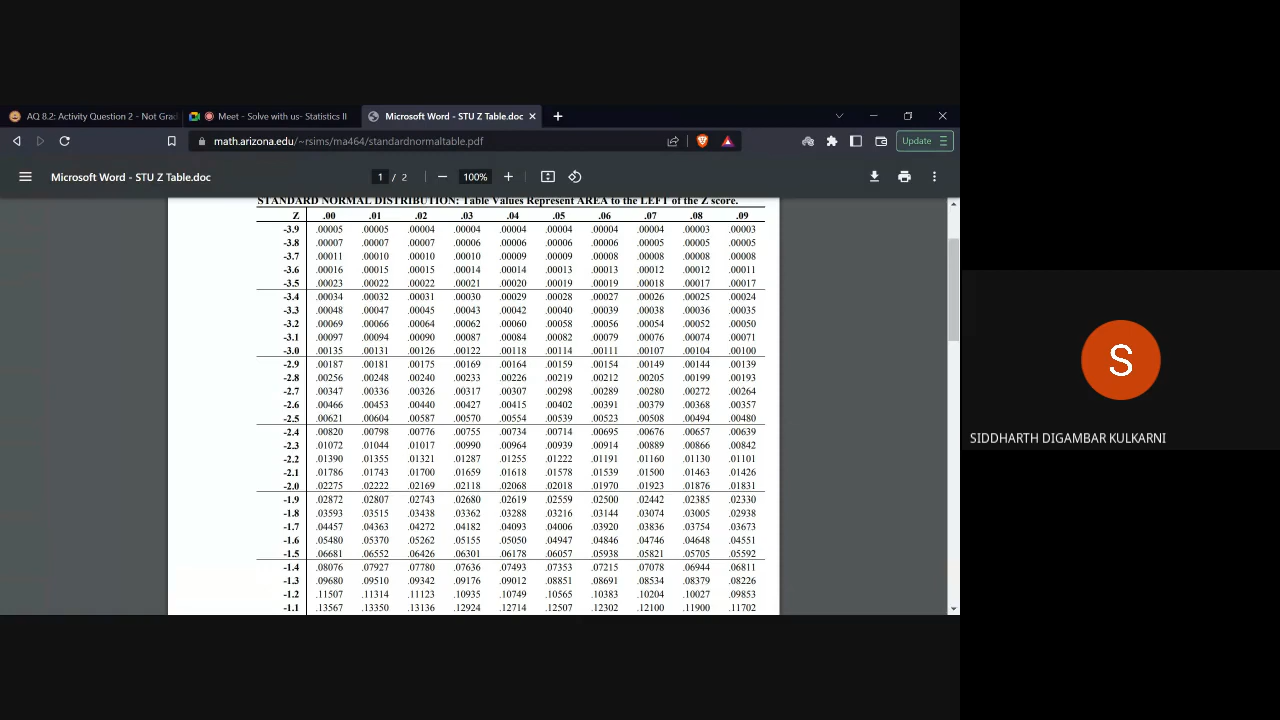 AQ 8.2: Activity Question 2 - Not Grad
Meet - Solve with us- Statistics II
Microsoft Word - STU Z Table.doc
math.arizona.edu/~rsims/ma464/standardnormaltable.pdf
Update
Microsoft Word - STU Z Table.doc
1 / 2
100%
STANDARD NORMAL DISTRIBUTION: Table Values Represent AREA to the LEFT of the Z score.
Z .00 .01 .02 .03 .04 .05 .06 .07 .08 .09
-3.9 .00005 .00005 .00004 .00004 .00004 .00004 .00004 .00004 .00003 .00003
-3.8 .00007 .00007 .00007 .00006 .00006 .00006 .00006 .00005 .00005 .00005
-3.7 .00011 .00010 .00010 .00010 .00009 .00009 .00008 .00008 .00008 .00008
-3.6 .00016 .00015 .00015 .00014 .00014 .00013 .00013 .00012 .00012 .00011
-3.5 .00023 .00022 .00022 .00021 .00020 .00019 .00019 .00018 .00017 .00017
-3.4 .00034 .00032 .00031 .00030 .00029 .00028 .00027 .00026 .00025 .00024
-3.3 .00048 .00047 .00045 .00043 .00042 .00040 .00039 .00038 .00036 .00035
-3.2 .00069 .00066 .00064 .00062 .00060 .00058 .00056 .00054 .00052 .00050
-3.1 .00097 .00094 .00090 .00087 .00084 .00082 .00079 .00076 .00074 .00071
-3.0 .00135 .00131 .00126 .00122 .00118 .00114 .00111 .00107 .00104 .00100
-2.9 .00187 .00181 .00175 .00169 .00164 .00159 .00154 .00149 .00144 .00139
-2.8 .00256 .00248 .00240 .00233 .00226 .00219 .00212 .00205 .00199 .00193
-2.7 .00347 .00336 .00326 .00317 .00307 .00298 .00289 .00280 .00272 .00264
-2.6 .00466 .00453 .00440 .00427 .00415 .00402 .00391 .00379 .00368 .00357
-2.5 .00621 .00604 .00587 .00570 .00554 .00539 .00523 .00508 .00494 .00480
-2.4 .00820 .00798 .00776 .00755 .00734 .00714 .00695 .00676 .00657 .00639
-2.3 .01072 .01044 .01017 .00990 .00964 .00939 .00914 .00889 .00866 .00842
-2.2 .01390 .01355 .01321 .01287 .01255 .01222 .01191 .01160 .01130 .01101
-2.1 .01786 .01743 .01700 .01659 .01618 .01578 .01539 .01500 .01463 .01426
-2.0 .02275 .02222 .02169 .02118 .02068 .02018 .01970 .01923 .01876 .01831
-1.9 .02872 .02807 .02743 .02680 .02619 .02559 .02500 .02442 .02385 .02330
-1.8 .03593 .03515 .03438 .03362 .03288 .03216 .03144 .03074 .03005 .02938
-1.7 .04457 .04363 .04272 .04182 .04093 .04006 .03920 .03836 .03754 .03673
-1.6 .05480 .05370 .05262 .05155 .05050 .04947 .04846 .04746 .04648 .04551
-1.5 .06681 .06552 .06426 .06301 .06178 .06057 .05938 .05821 .05705 .05592
-1.4 .08076 .07927 .07780 .07636 .07493 .07353 .07215 .07078 .06944 .06811
-1.3 .09680 .09510 .09342 .09176 .09012 .08851 .08691 .08534 .08379 .08226
-1.2 .11507 .11314 .11123 .10935 .10749 .10565 .10383 .10204 .10027 .09853
-1.1 .13567 .13350 .13136 .12924 .12714 .12507 .12302 .12100 .11900 .11702
S
SIDDHARTH DIGAMBAR KULKARNI